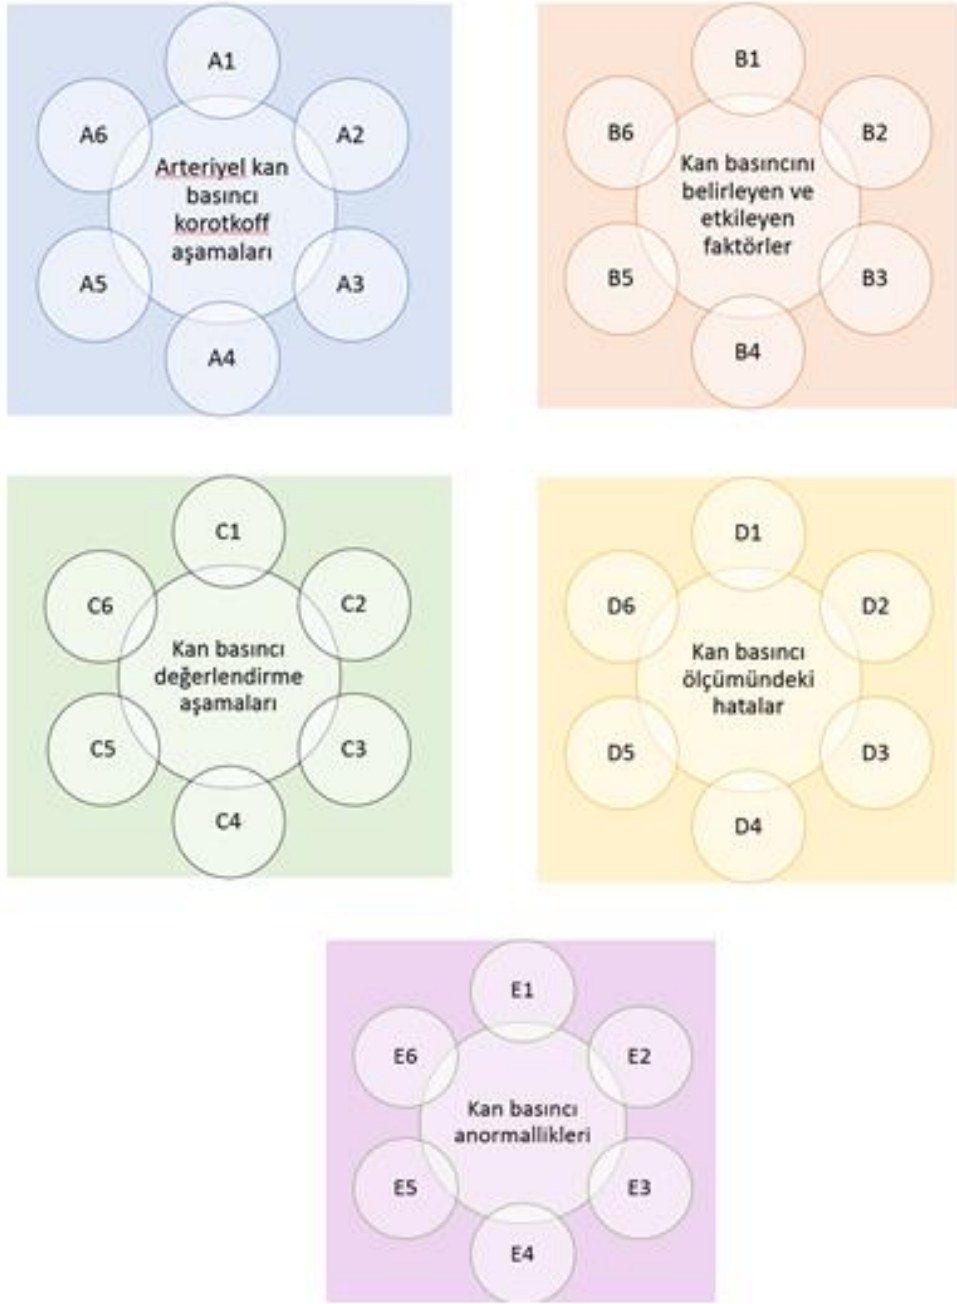 A1
A6
A2
Arteriyel kan
basıncı
korotkoff
aşamaları
A5
A3
A4
B1
B6
B2
Kan basıncını
belirleyen ve
etkileyen
faktörler
B5
B3
B4
C1
C6
C2
Kan basıncı
değerlendirme
aşamaları
C5
C3
C4
D1
D6
D2
Kan basıncı
ölçümündeki
hatalar
D5
D3
D4
E1
E6
E2
Kan basıncı
anormallikleri
E5
E3
E4